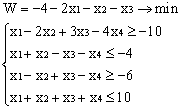 W = -4 - 2x1 - x2 - x3 → min
x1 - 2x2 + 3x3 - 4x4 ≥ -10
x1 + x2 - x3 - x4 ≤ -4
x1 - x2 + x3 - x4 ≥ -6
x1 + x2 + x3 + x4 ≤ 10